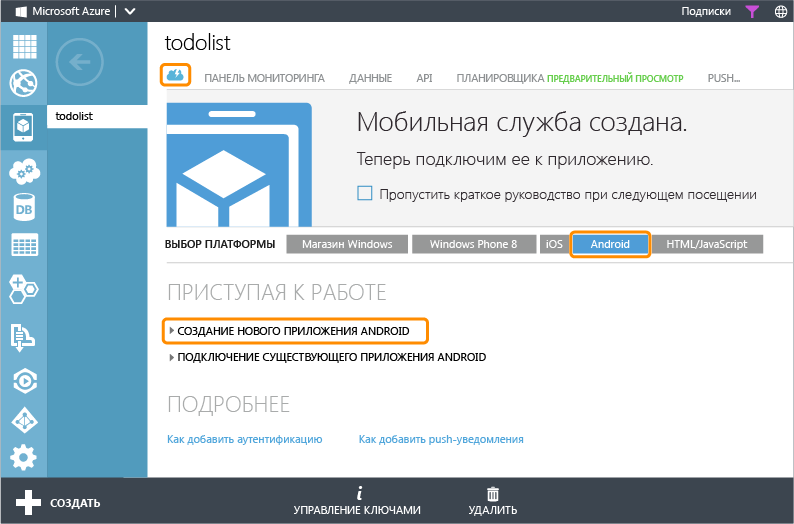 Microsoft Azure
Подписки
todolist
ПАНЕЛЬ МОНИТОРИНГА ДАННЫЕ API ПЛАНИРОВЩИКА ПРЕДВАРИТЕЛЬНЫЙ ПРОСМОТР PUSH...
todolist
Мобильная служба создана.
Теперь подключим ее к приложению.
Пропустить краткое руководство при следующем посещении
DB
ВЫБОР ПЛАТФОРМЫ Магазин Windows Windows Phone 8 iOS Android HTML/JavaScript
ПРИСТУПАЯ К РАБОТЕ
СОЗДАНИЕ НОВОГО ПРИЛОЖЕНИЯ ANDROID
ПОДКЛЮЧЕНИЕ СУЩЕСТВУЮЩЕГО ПРИЛОЖЕНИЯ ANDROID
ПОДРОБНЕЕ
Как добавить аутентификацию Как добавить push-уведомления
СОЗДАТЬ УПРАВЛЕНИЕ КЛЮЧАМИ УДАЛИТЬ